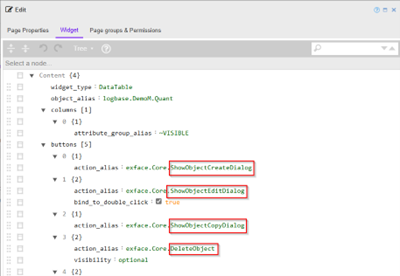 Edit
Page Properties Widget Page groups & Permissions
Tree
Select a node...
Content {4}
widget_type : DataTable
object_alias : logbase.DemoM.Quant
columns [1]
0 {1}
attribute_group_alias : ~VISIBLE
buttons [5]
0 {1}
action_alias : exface.Core.ShowObjectCreateDialog
1 {2}
action_alias : exface.Core.ShowObjectEditDialog
bind_to_double_click : true
2 {1}
action_alias : exface.Core.ShowObjectCopyDialog
3 {2}
action_alias : exface.Core.DeleteObject
visibility : optional
4 {2}